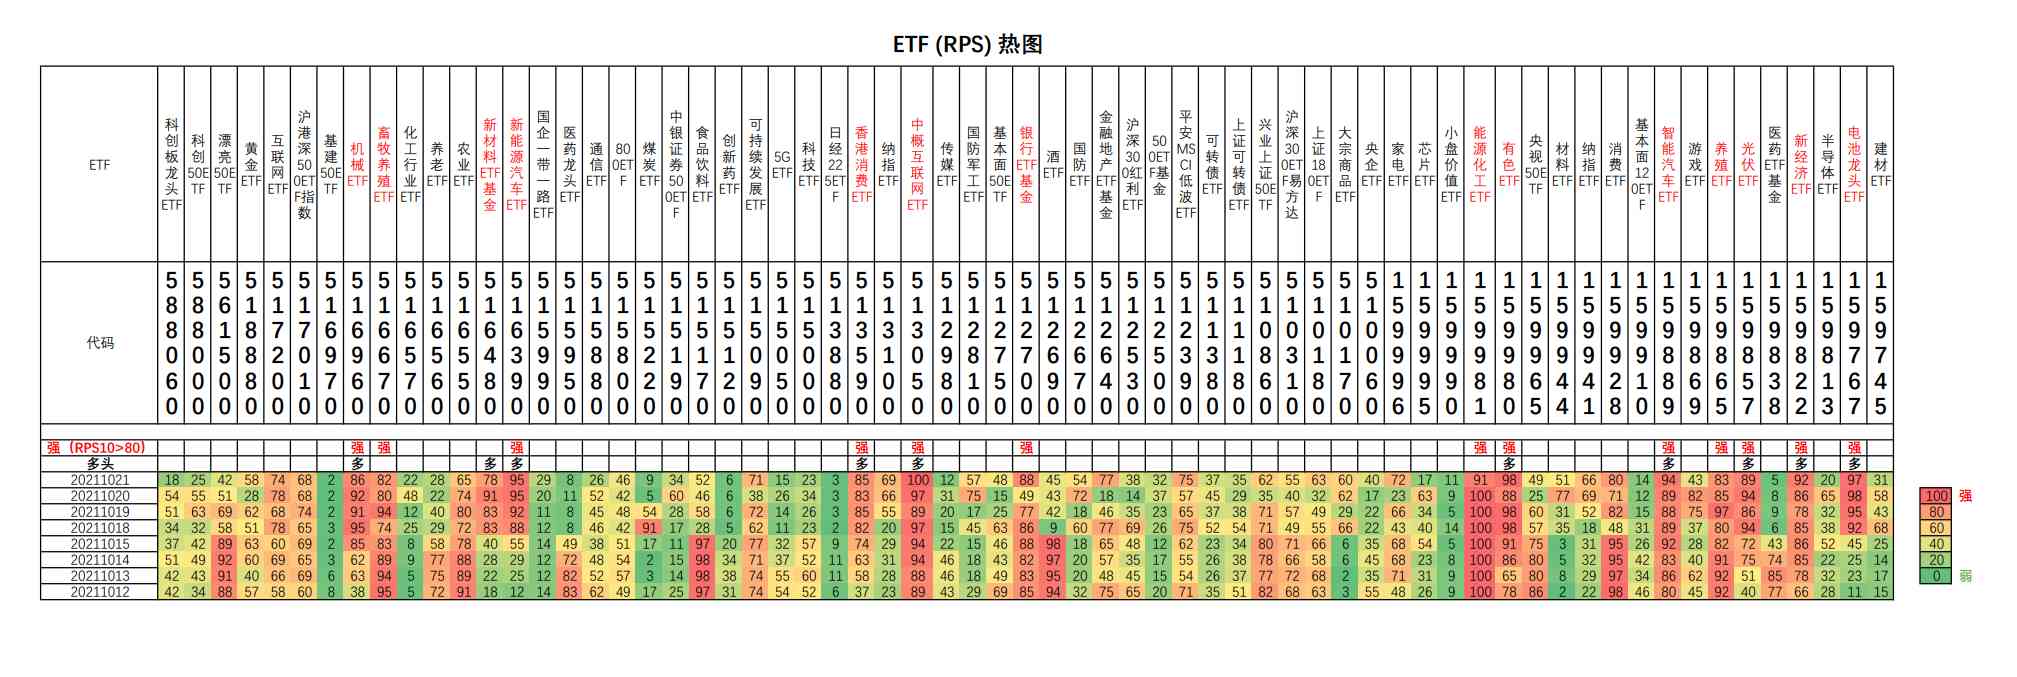 ETF (RPS) 热图
ETF 科创板龙头ETF 科创50ETF 漂亮50ETF 黄金ETF 互联网ETF 沪港深500ETF指数 基建50ETF 机械ETF 畜牧养殖ETF 化工行业ETF 养老ETF 农业ETF 新材料ETF基金 新能源汽车ETF 国企一带一路ETF 医药龙头ETF 通信ETF 800ETF 煤炭ETF 中银证券500ETF 食品饮料ETF 创新药ETF 可持续发展ETF 5GETF 科技ETF 日经225ETF 香港消费ETF 纳指ETF 中概互联网ETF 传媒ETF 国防军工ETF 基本面50ETF 银行ETF基金 酒ETF 国防ETF 金融地产ETF基金 沪深300红利ETF 500ETF基金 平安MSCI低波ETF 可转债ETF 上证可转债ETF 兴业上证50ETF 沪深300ETF易方达 上证180ETF 大宗商品ETF 央企ETF 家电ETF 芯片ETF 小盘价值ETF 能源化工ETF 有色ETF 央视50ETF 材料ETF 纳指ETF 消费ETF 基本面120ETF 智能汽车ETF 游戏ETF 养殖ETF 光伏ETF 医药ETF基金 新经济ETF 半导体ETF 电池龙头ETF 建材ETF
代码 588060 588000 561500 518880 517200 517010 516970 516960 516670 516570 516560 516550 516480 516390 515990 515950 515880 515800 515220 515190 515170 515120 515090 515050 515000 513880 513590 513100 513050 512980 512810 512750 512700 512690 512670 512640 512530 512500 512390 511380 511180 510860 510310 510180 510170 510060 159996 159995 159990 159981 159980 159965 159944 159941 159928 159910 159889 159869 159865 159857 159838 159822 159813 159767 159745
强（RPS10>80） 强 强 强 强 强 强 强 强 强 强 强 强 强
多头 多 多 多 多 多 多 多 多 多 多
20211021 18 25 42 58 74 68 2 86 82 22 28 65 78 95 29 8 26 46 9 34 52 6 71 15 23 3 85 69 100 12 57 48 88 45 54 77 38 32 75 37 35 62 55 63 60 40 72 17 11 91 98 49 51 66 80 14 94 43 83 89 5 92 20 97 31
20211020 54 55 51 28 78 68 2 92 80 48 22 74 91 95 20 11 52 42 5 60 46 6 38 26 34 3 83 66 97 31 75 15 49 43 72 18 14 37 57 45 29 35 40 32 62 17 23 63 9 100 88 25 77 69 71 12 89 82 85 94 8 86 65 98 58
20211019 51 63 69 62 68 74 2 91 94 12 40 80 83 92 11 8 45 48 54 28 58 6 72 14 26 3 85 55 89 20 17 25 77 42 18 46 35 23 65 37 38 71 57 49 29 22 66 34 5 100 98 60 31 52 82 15 88 75 97 86 9 78 32 95 43
20211018 34 32 58 51 78 65 3 95 74 25 29 72 83 88 12 8 46 42 91 17 28 5 62 11 23 2 82 20 97 15 45 63 86 9 60 77 69 26 75 52 54 71 49 55 66 22 43 40 14 100 98 57 35 18 48 31 89 37 80 94 6 85 38 92 68
20211015 37 42 89 63 60 69 2 85 83 8 58 78 40 55 14 49 38 51 17 11 97 20 77 32 57 9 74 29 94 22 15 46 88 98 18 65 48 12 62 23 34 80 71 66 6 35 68 54 5 100 91 75 3 31 95 26 92 28 82 72 43 86 52 45 25
20211014 51 49 92 60 69 65 3 62 89 9 77 88 28 29 12 72 48 54 2 15 98 34 71 37 52 11 63 31 94 46 18 43 82 97 20 57 35 17 55 26 38 78 66 58 6 45 68 23 8 100 86 80 5 32 95 42 83 40 91 75 74 85 22 25 14
20211013 42 43 91 40 66 69 6 63 94 5 75 89 22 25 12 82 52 57 3 14 98 38 74 55 60 11 58 28 88 46 18 49 83 95 20 48 45 15 54 26 37 77 72 68 2 35 71 31 9 100 65 80 8 29 97 34 86 62 92 51 85 78 32 23 17
20211012 42 34 88 57 58 60 8 38 95 5 72 91 18 12 14 83 62 49 17 25 97 31 74 54 52 6 37 23 89 43 29 69 85 94 32 75 65 20 71 35 51 82 68 63 3 55 48 26 9 100 78 86 2 22 98 46 80 45 92 40 77 66 28 11 15
100 强
80
60
40
20
0 弱